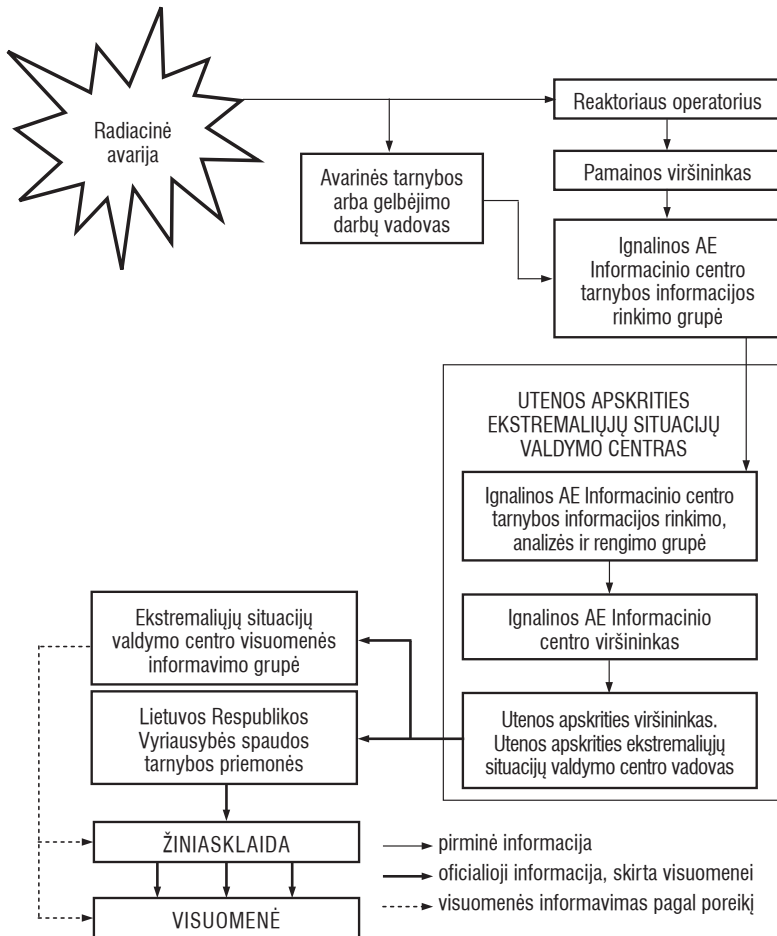 Radiacinė
avarija
Reaktoriaus operatorius
Pamainos viršininkas
Avarinės tarnybos
arba gelbėjimo
darbų vadovas
Ignalinos AE
Informacinio centro
tarnybos informacijos
rinkimo grupė
UTENOS APSKRITIES
EKSTREMALIŲJŲ SITUACIJŲ
VALDYMO CENTRAS
Ignalinos AE Informacinio centro
tarnybos informacijos rinkimo,
analizės ir rengimo grupė
Ignalinos AE Informacinio
centro viršininkas
Utenos apskrities viršininkas.
Utenos apskrities ekstremaliųjų
situacijų valdymo centro vadovas
Ekstremaliųjų situacijų
valdymo centro visuomenės
informavimo grupė
Lietuvos Respublikos
Vyriausybės spaudos
tarnybos priemonės
ŽINIASKLAIDA
VISUOMENĖ
pirminė informacija
oficialioji informacija, skirta visuomenei
visuomenės informavimas pagal poreikį